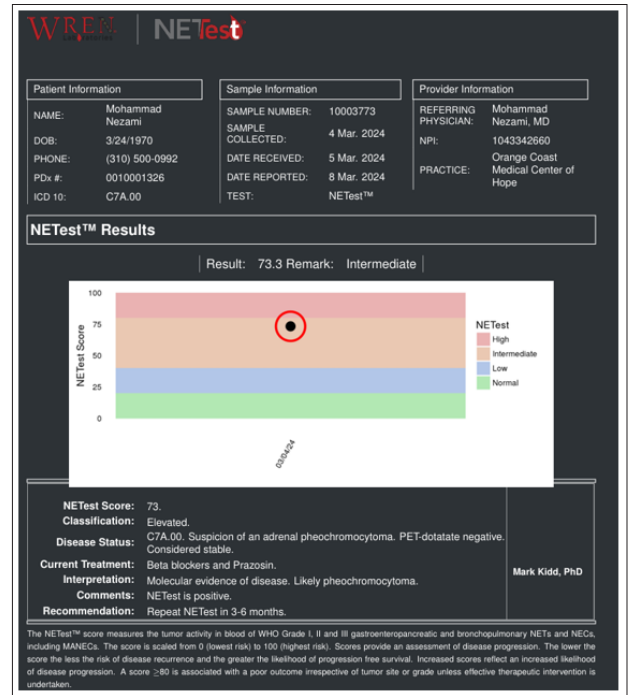 WREN
Laboratories
NETest
Patient Information
NAME: Mohammad Nezami
DOB: 3/24/1970
PHONE: (310) 500-0992
PDx #: 0010001326
ICD 10: C7A.00
Sample Information
SAMPLE NUMBER: 10003773
SAMPLE COLLECTED: 4 Mar. 2024
DATE RECEIVED: 5 Mar. 2024
DATE REPORTED: 8 Mar. 2024
TEST: NETest™
Provider Information
REFERRING PHYSICIAN: Mohammad Nezami, MD
NPI: 1043342660
PRACTICE: Orange Coast Medical Center of Hope
NETest™ Results
Result: 73.3 Remark: Intermediate
100
75
50
25
0
NETest Score
03/04/24
NETest
High
Intermediate
Low
Normal
NETest Score: 73.
Classification: Elevated.
Disease Status: C7A.00. Suspicion of an adrenal pheochromocytoma. PET-dotatate negative.
Considered stable.
Current Treatment: Beta blockers and Prazosin.
Interpretation: Molecular evidence of disease. Likely pheochromocytoma.
Comments: NETest is positive.
Recommendation: Repeat NETest in 3-6 months.
Mark Kidd, PhD
The NETest™ score measures the tumor activity in blood of WHO Grade I, II and III gastroenteropancreatic and bronchopulmonary NETs and NECs,
including MANECs. The score is scaled from 0 (lowest risk) to 100 (highest risk). Scores provide an assessment of disease progression. The lower the
score the less the risk of disease recurrence and the greater the likelihood of progression free survival. Increased scores reflect an increased likelihood
of disease progression. A score ≥80 is associated with a poor outcome irrespective of tumor site or grade unless effective therapeutic intervention is
undertaken.